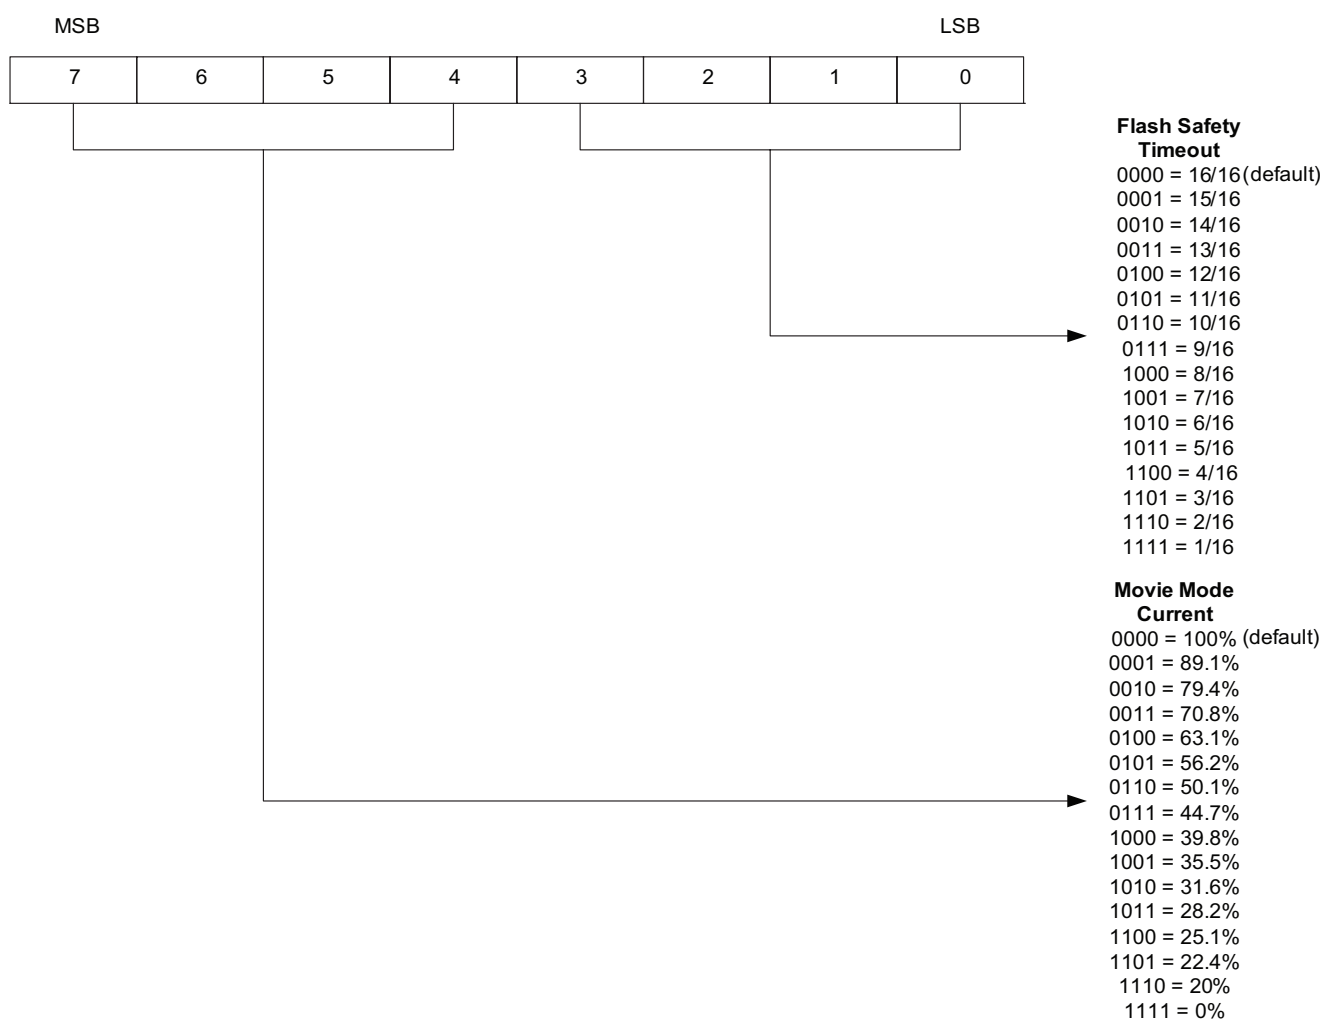 MSB LSB
7 6 5 4 3 2 1 0
Flash Safety
Timeout
0000 = 16/16(default)
0001 = 15/16
0010 = 14/16
0011 = 13/16
0100 = 12/16
0101 = 11/16
0110 = 10/16
0111 = 9/16
1000 = 8/16
1001 = 7/16
1010 = 6/16
1011 = 5/16
1100 = 4/16
1101 = 3/16
1110 = 2/16
1111 = 1/16
Movie Mode
Current
0000 = 100% (default)
0001 = 89.1%
0010 = 79.4%
0011 = 70.8%
0100 = 63.1%
0101 = 56.2%
0110 = 50.1%
0111 = 44.7%
1000 = 39.8%
1001 = 35.5%
1010 = 31.6%
1011 = 28.2%
1100 = 25.1%
1101 = 22.4%
1110 = 20%
1111 = 0%